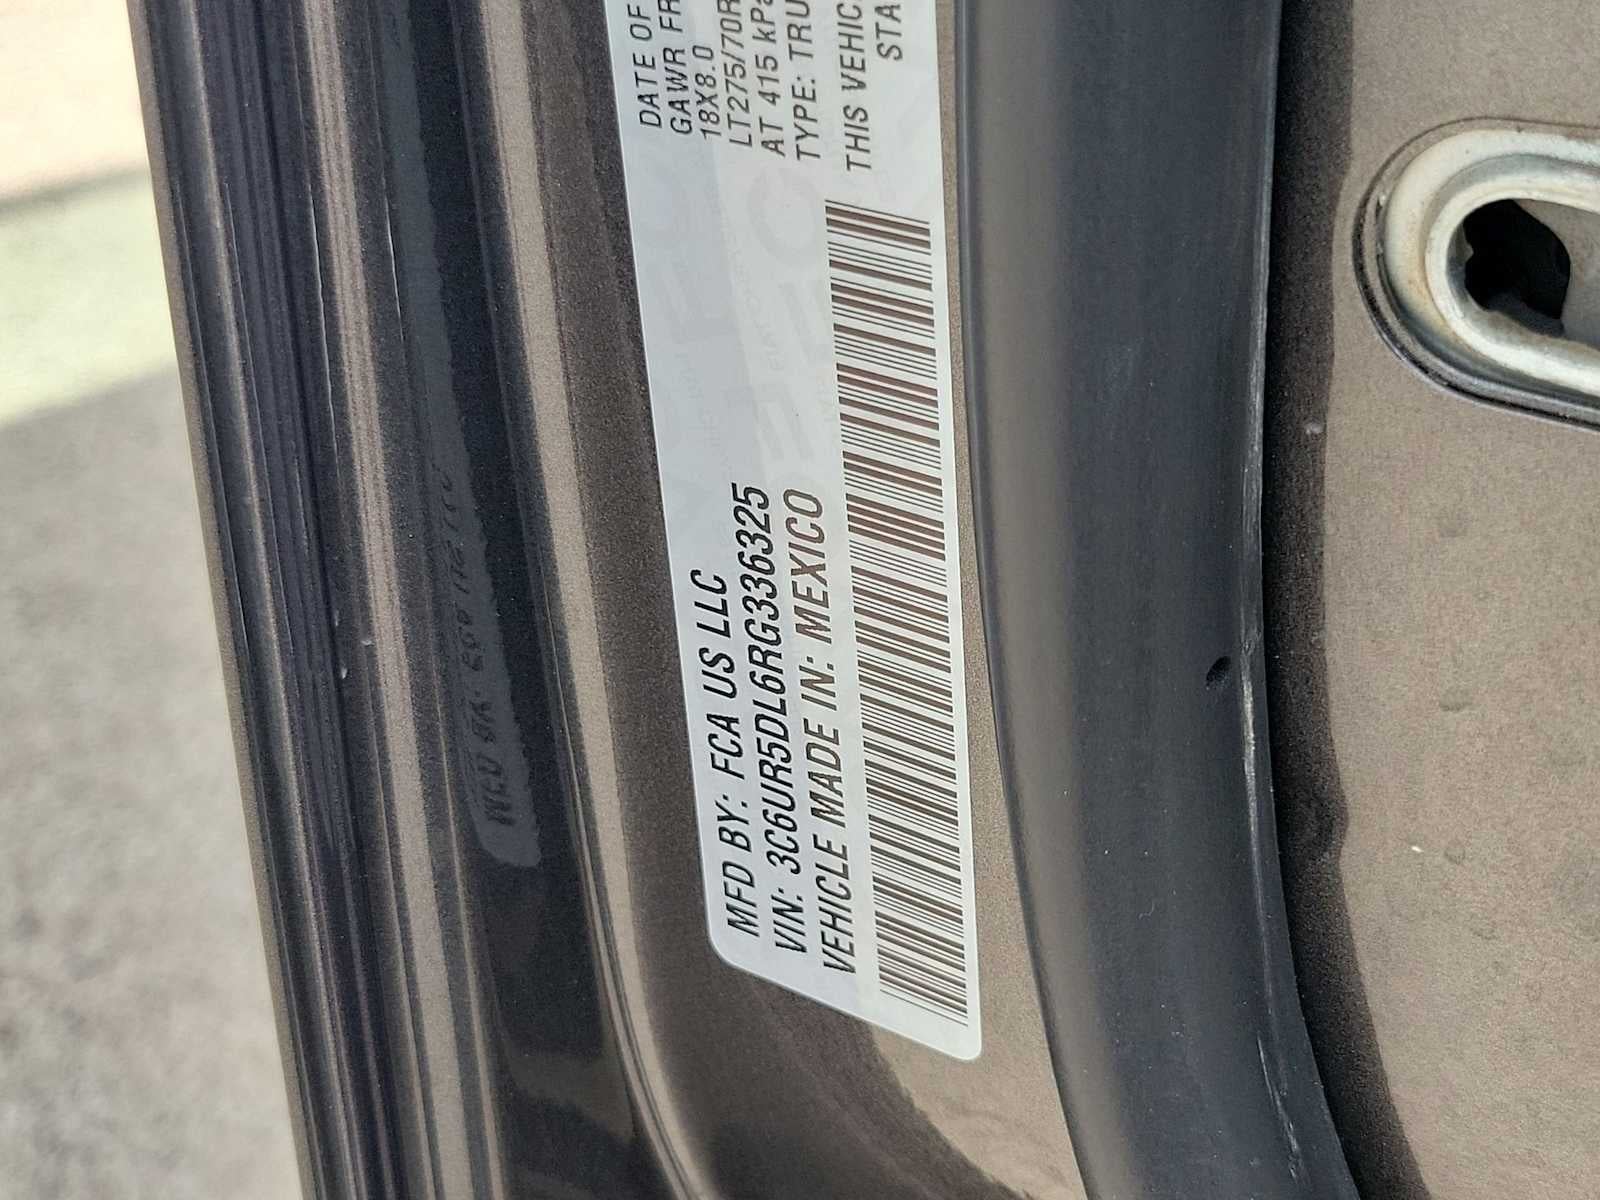 MFD BY: FCA US LLC
VIN: 3C6UR5DL6RG336325
VEHICLE MADE IN: MEXICO
DATE OF
GAWR FR
18X8.0
LT275/70R
AT 415 kPa
TYPE: TRU
THIS VEHIC
STA